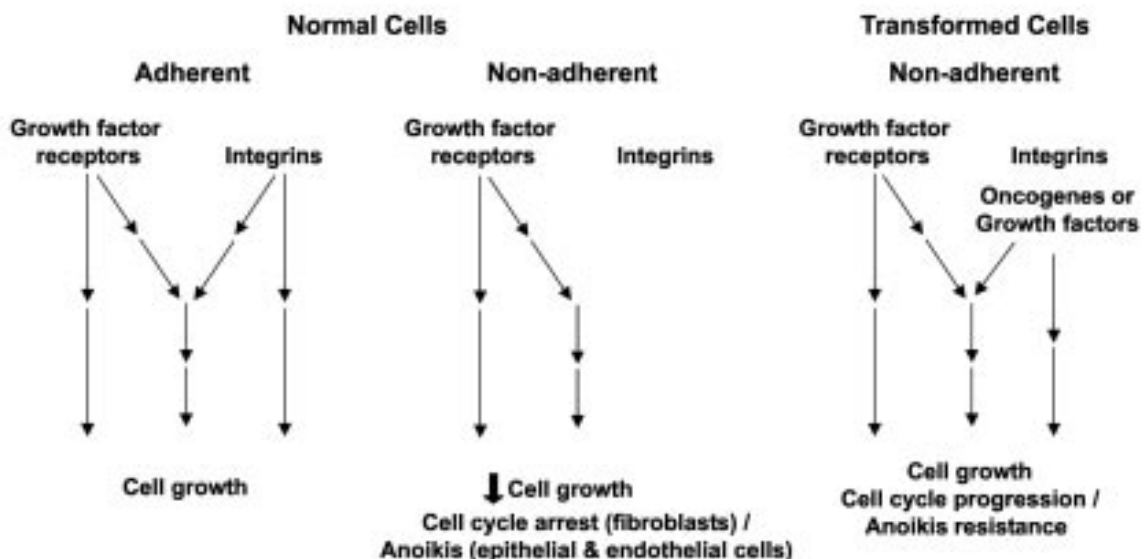 Normal Cells
Transformed Cells
Adherent
Non-adherent
Non-adherent
Growth factor
receptors
Integrins
Growth factor
receptors
Integrins
Growth factor
receptors
Integrins
Oncogenes or
Growth factors
Cell growth
Cell growth
Cell cycle arrest (fibroblasts) /
Anoikis (epithelial & endothelial cells)
Cell growth
Cell cycle progression /
Anoikis resistance